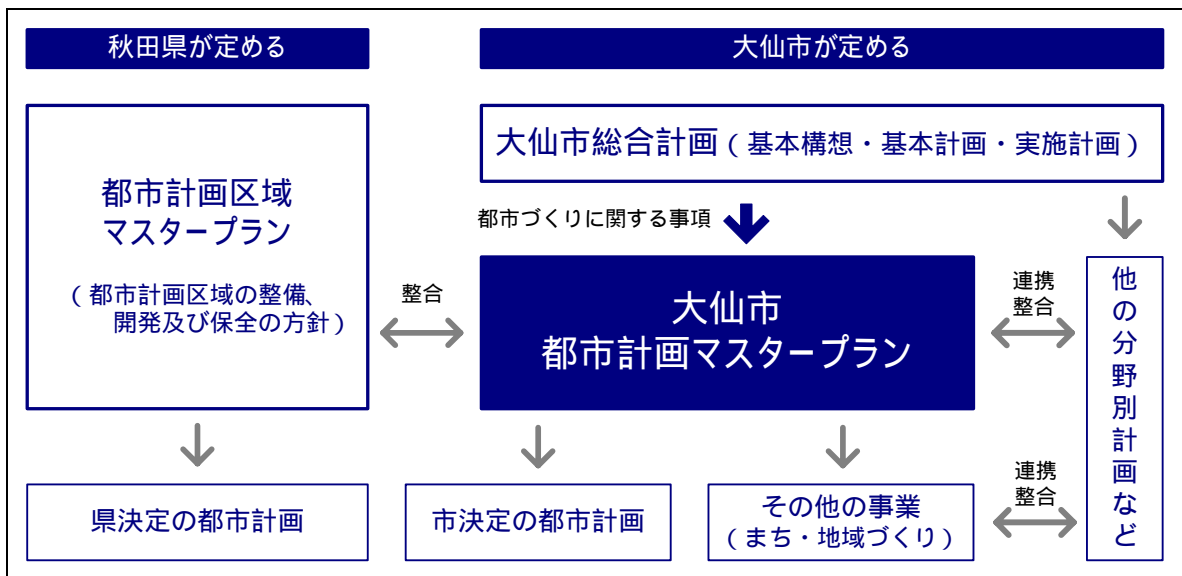 秋田県が定める
大仙市が定める
都市計画区域
マスタープラン
（都市計画区域の整備、
開発及び保全の方針）
大仙市総合計画（基本構想・基本計画・実施計画）
都市づくりに関する事項
整合
大仙市
都市計画マスタープラン
連携
整合
他の分野別計画など
県決定の都市計画
市決定の都市計画
その他の事業
（まち・地域づくり）
連携
整合